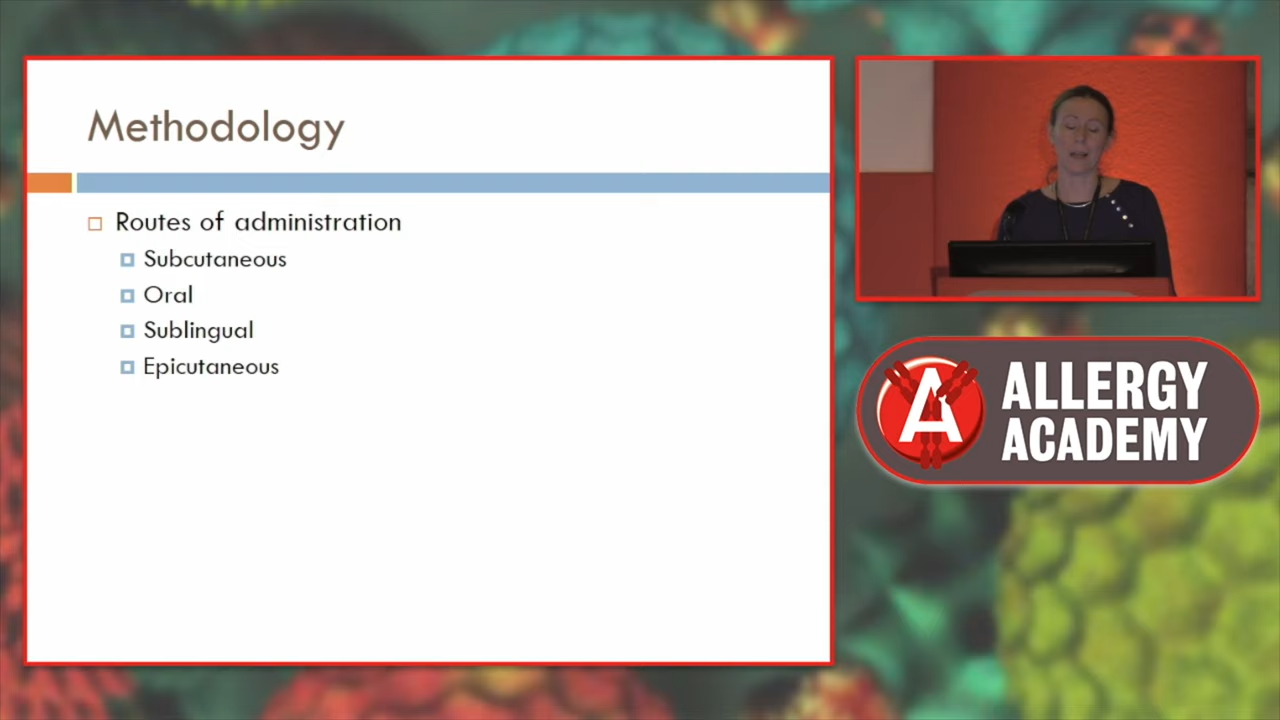 Methodology
Routes of administration
Subcutaneous
Oral
Sublingual
Epicutaneous
A
ALLERGY
ACADEMY